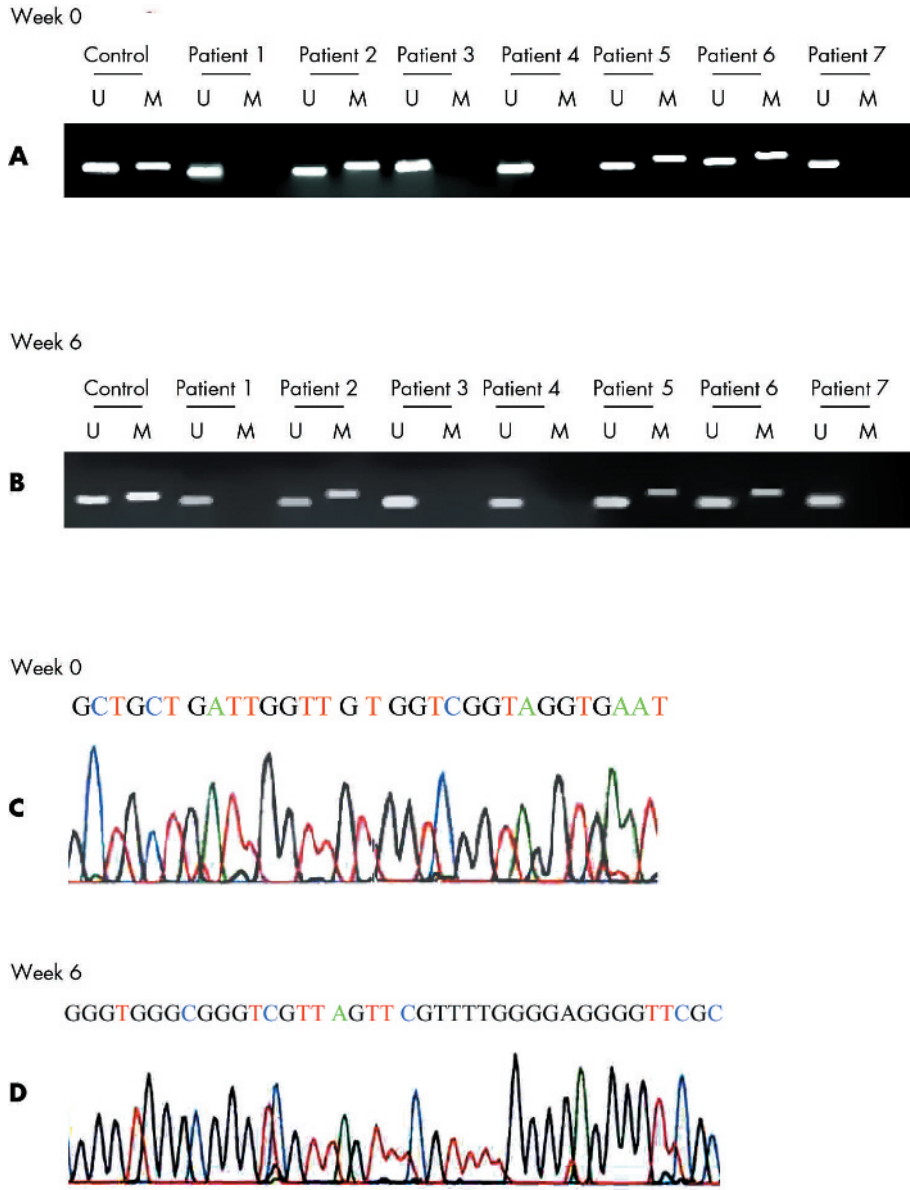 Week 0
Control Patient 1 Patient 2 Patient 3 Patient 4 Patient 5 Patient 6 Patient 7
U M U M U M U M U M U M U M U M
A
Week 6
Control Patient 1 Patient 2 Patient 3 Patient 4 Patient 5 Patient 6 Patient 7
U M U M U M U M U M U M U M U M
B
Week 0
GCTGCT GATTGGTT G T GGTCGGTAGGTGAAT
C
Week 6
GGGTGGGCGGGTCGTT AGTT CGTTTTGGGGAGGGGTTCGC
D